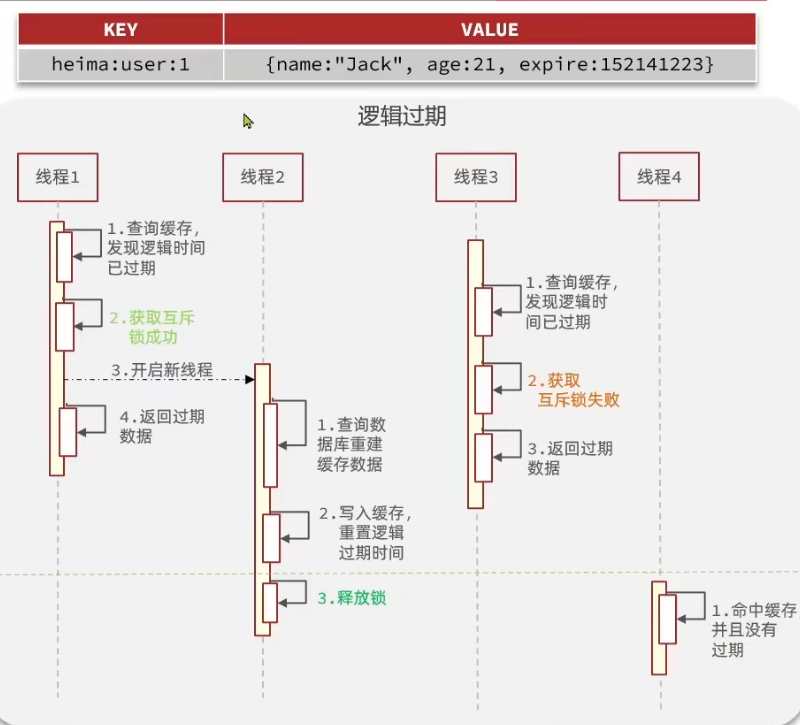 KEY VALUE
heima:user:1 {name:"Jack", age:21, expire:152141223}
逻辑过期
线程1
线程2
线程3
线程4
1.查询缓存，
发现逻辑时间
已过期
2.获取互斥
锁成功
3.开启新线程
4.返回过期
数据
1.查询数
据库重建
缓存数据
2.写入缓存，
重置逻辑
过期时间
3.释放锁
1.查询缓存，
发现逻辑时
间已过期
2.获取
互斥锁失败
3.返回过期
数据
1.命中缓存，
并且没有
过期